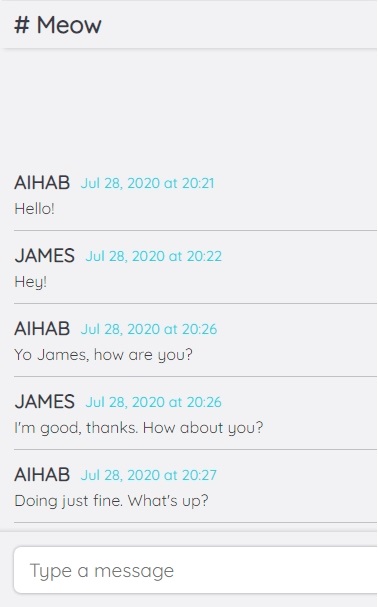 # Meow
AIHAB Jul 28, 2020 at 20:21
Hello!
JAMES Jul 28, 2020 at 20:22
Hey!
AIHAB Jul 28, 2020 at 20:26
Yo James, how are you?
JAMES Jul 28, 2020 at 20:26
I'm good, thanks. How about you?
AIHAB Jul 28, 2020 at 20:27
Doing just fine. What's up?
Type a message